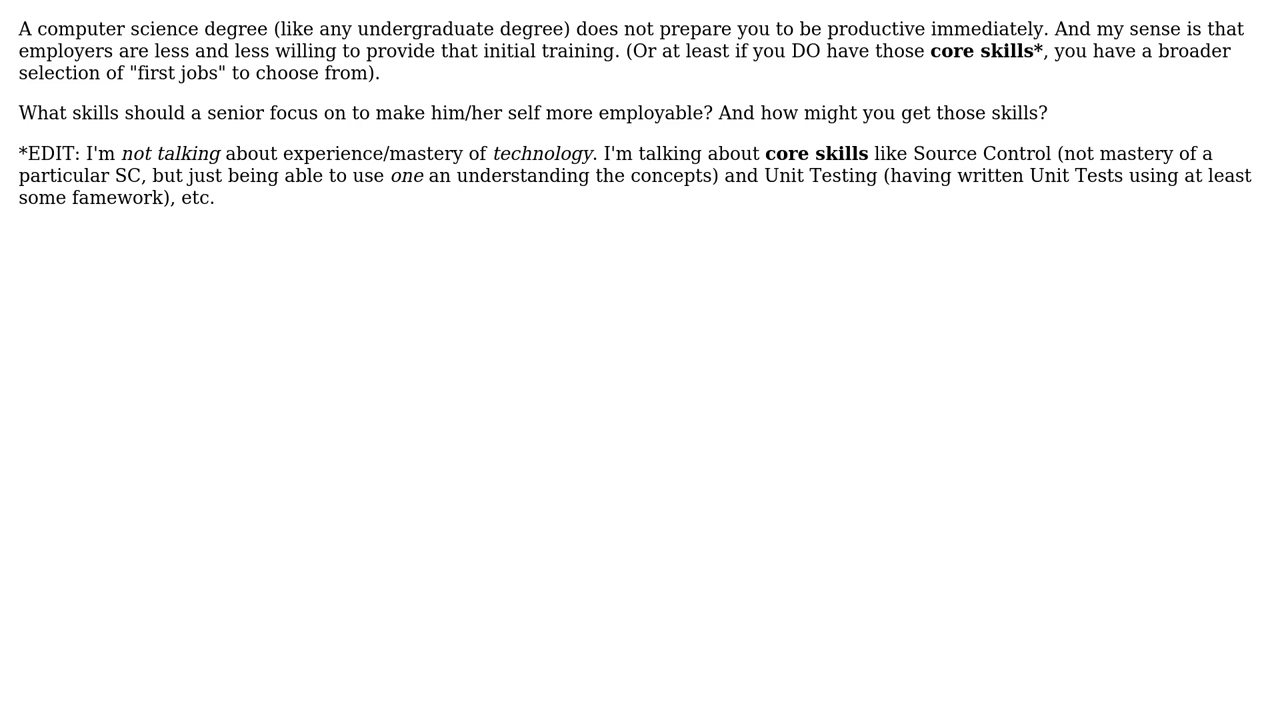 A computer science degree (like any undergraduate degree) does not prepare you to be productive immediately. And my sense is that
employers are less and less willing to provide that initial training. (Or at least if you DO have those core skills*, you have a broader
selection of "first jobs" to choose from).
What skills should a senior focus on to make him/her self more employable? And how might you get those skills?
*EDIT: I'm not talking about experience/mastery of technology. I'm talking about core skills like Source Control (not mastery of a
particular SC, but just being able to use one an understanding the concepts) and Unit Testing (having written Unit Tests using at least
some famework), etc.